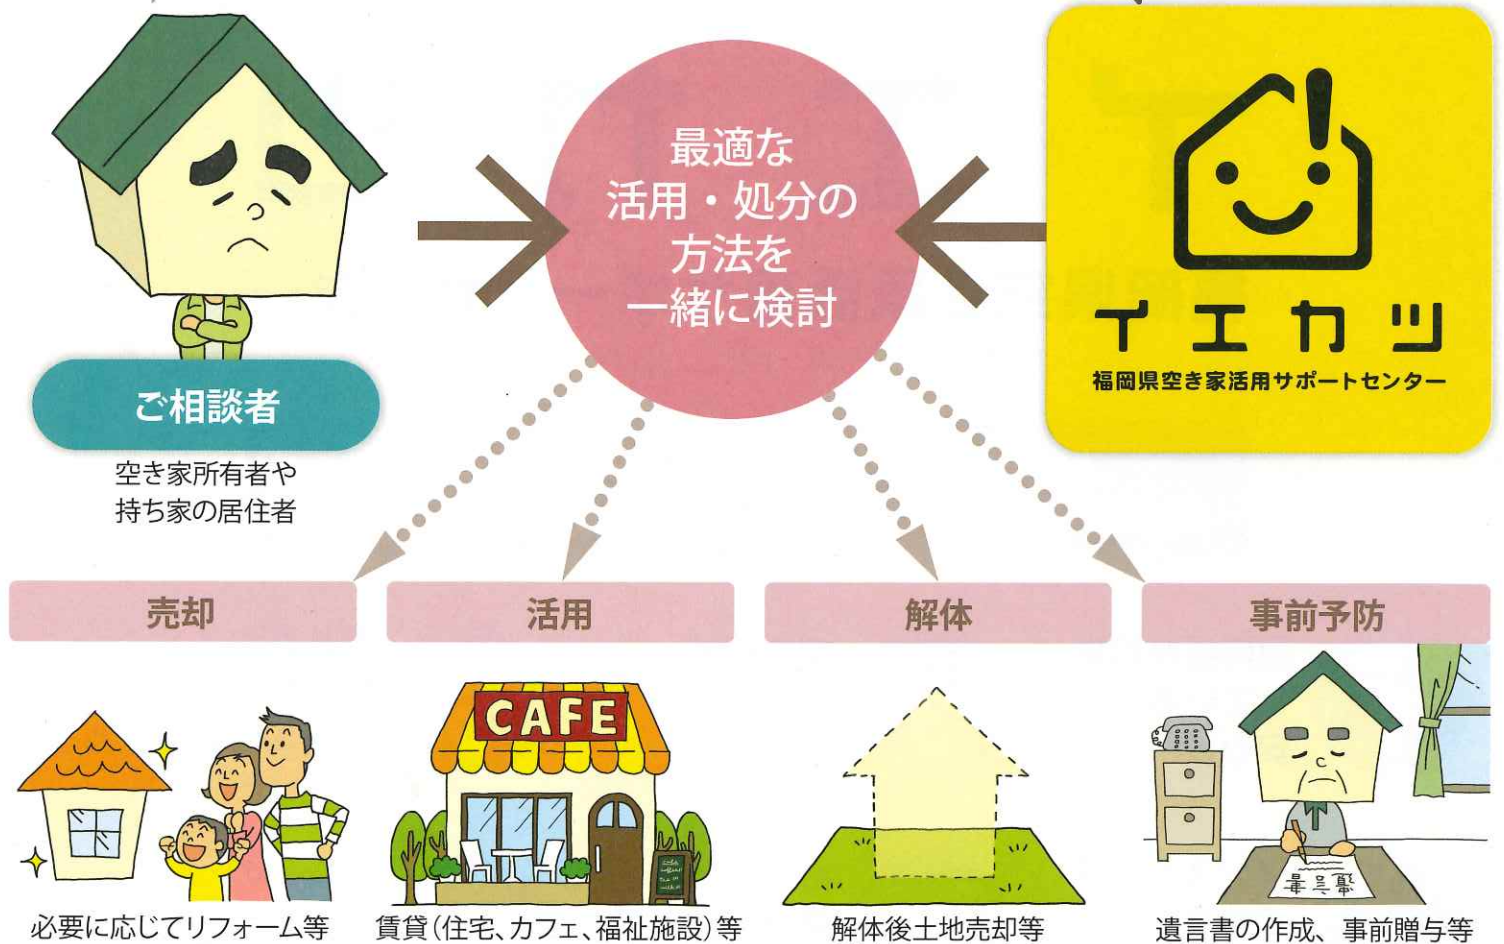 最適な
活用・処分の
方法を
一緒に検討
イエカツ
福岡県空き家活用サポートセンター
ご相談者
空き家所有者や
持ち家の居住者
売却
活用
解体
事前予防
CAFE
遺言書
必要に応じてリフォーム等
賃貸(住宅、カフェ、福祉施設)等
解体後土地売却等
遺言書の作成、事前贈与等